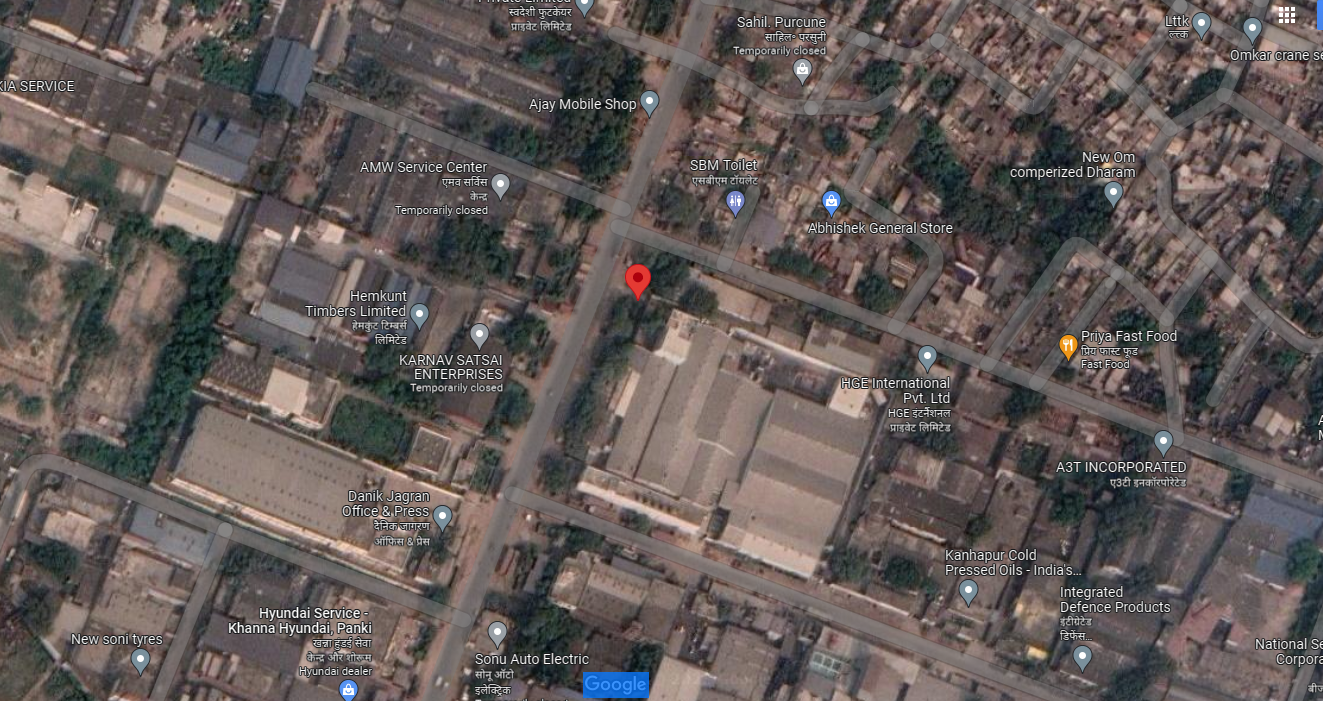 स्वदेशी फुटकेयर
प्राइवेट लिमिटेड
Sahil. Purcune
साहिल॰ परसुनी
Temporarily closed
Lttk
ल्त्त्क
Omkar crane se
KIA SERVICE
Ajay Mobile Shop
AMW Service Center
एमव सर्विस
केन्द्र
Temporarily closed
SBM Toilet
एसबीएम टॉयलेट
New Om
comperized Dharam
Abhishek General Store
Hemkunt
Timbers Limited
हेमकुंट टिम्बर्स
लिमिटेड
KARNAV SATSAI
ENTERPRISES
Temporarily closed
Priya Fast Food
प्रिय फास्ट फूड
Fast Food
HGE International
Pvt. Ltd
HGE इंटर्नेशनल
प्राइवेट लिमिटेड
A3T INCORPORATED
ए3टी इनकॉरपोरेटेड
Danik Jagran
Office & Press
दैनिक जागरण
ऑफिस & प्रेस
Kanhapur Cold
Pressed Oils - India's...
Integrated
Defence Products
इंटीग्रेटेड
डिफेंस...
Hyundai Service -
Khanna Hyundai, Panki
खन्ना हुंडई सेवा
केन्द्र और शोरूम
Hyundai dealer
New soni tyres
Sonu Auto Electric
सोनू ऑटो
इलेक्ट्रिक
National Se
Corpora
Google